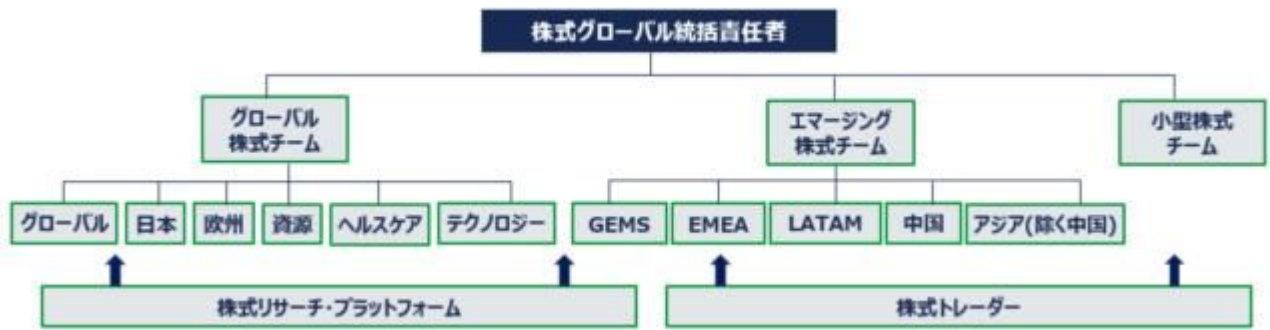 株式グローバル統括責任者
グローバル
株式チーム
エマージング
株式チーム
小型株式
チーム
グローバル
日本
欧州
資源
ヘルスケア
テクノロジー
GEMS
EMEA
LATAM
中国
アジア(除く中国)
株式リサーチ・プラットフォーム
株式トレーダー